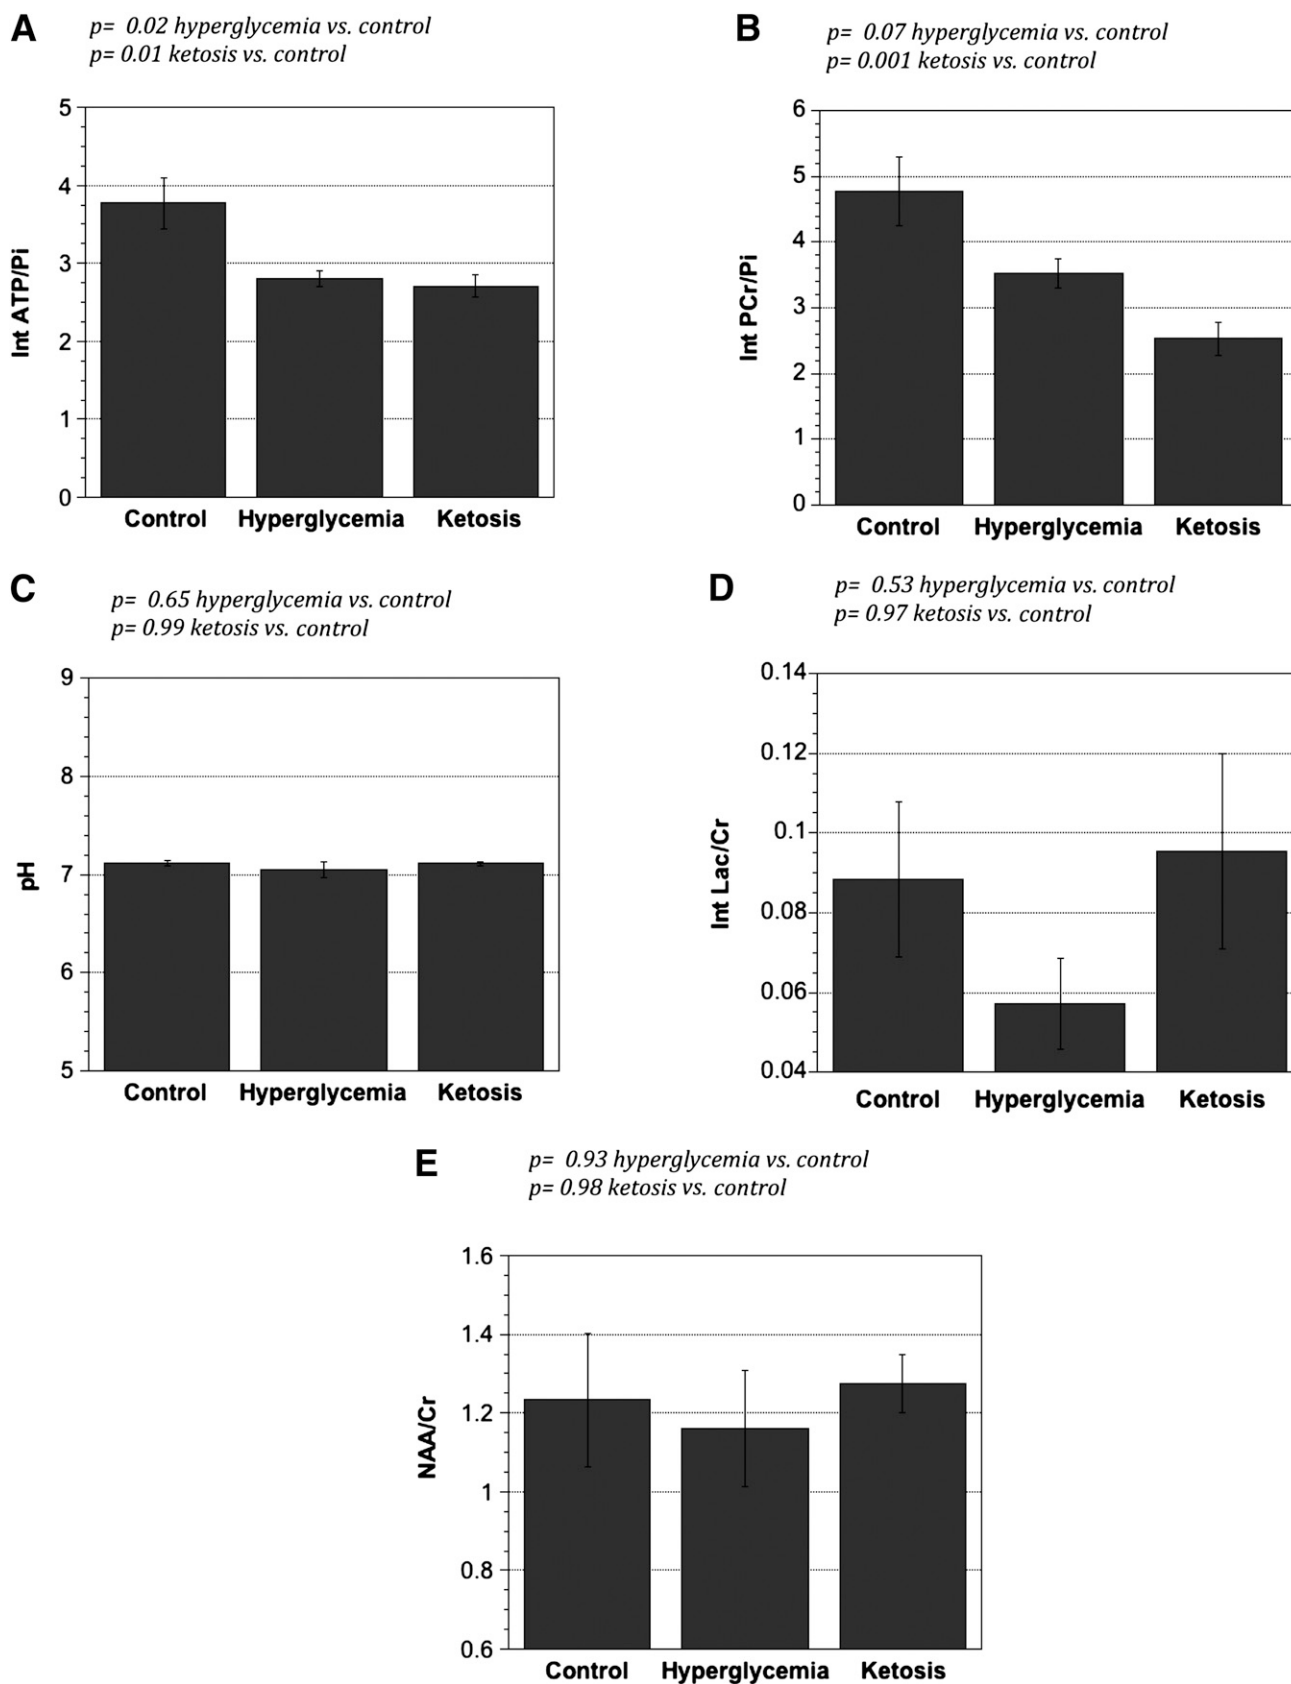 A
p= 0.02 hyperglycemia vs. control
p= 0.01 ketosis vs. control
5
4
3
2
1
0
Int ATP/Pi
Control Hyperglycemia Ketosis
B
p= 0.07 hyperglycemia vs. control
p= 0.001 ketosis vs. control
6
5
4
3
2
1
0
Int PCr/Pi
Control Hyperglycemia Ketosis
C
p= 0.65 hyperglycemia vs. control
p= 0.99 ketosis vs. control
9
8
7
6
5
pH
Control Hyperglycemia Ketosis
D
p= 0.53 hyperglycemia vs. control
p= 0.97 ketosis vs. control
0.14
0.12
0.1
0.08
0.06
0.04
Int Lac/Cr
Control Hyperglycemia Ketosis
E
p= 0.93 hyperglycemia vs. control
p= 0.98 ketosis vs. control
1.6
1.4
1.2
1
0.8
0.6
NAA/Cr
Control Hyperglycemia Ketosis